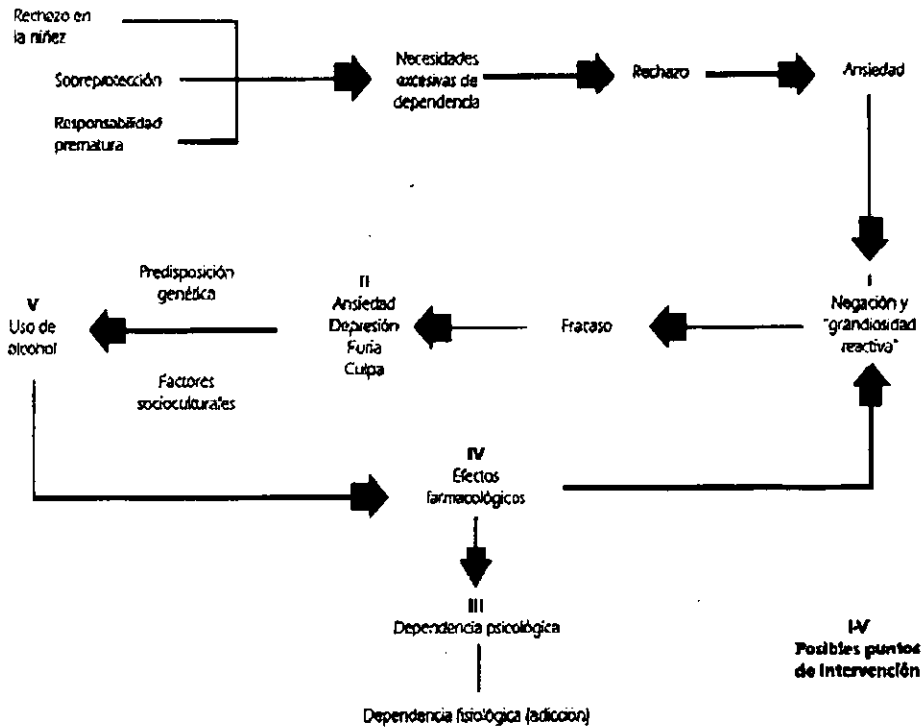 Rechazo en
la niñez
Sobreprotección
Responsabilidad
prematura
Necesidades
excesivas de
dependencia
Rechazo
Ansiedad
I
Negación y
"grandiosidad
reactiva"
Fracaso
II
Ansiedad
Depresión
Furia
Culpa
Predisposición
genética
Factores
socioculturales
V
Uso de
alcohol
IV
Efectos
farmacológicos
III
Dependencia psicológica
Dependencia fisiológica (adicción)
I-V
Posibles puntos
de intervención